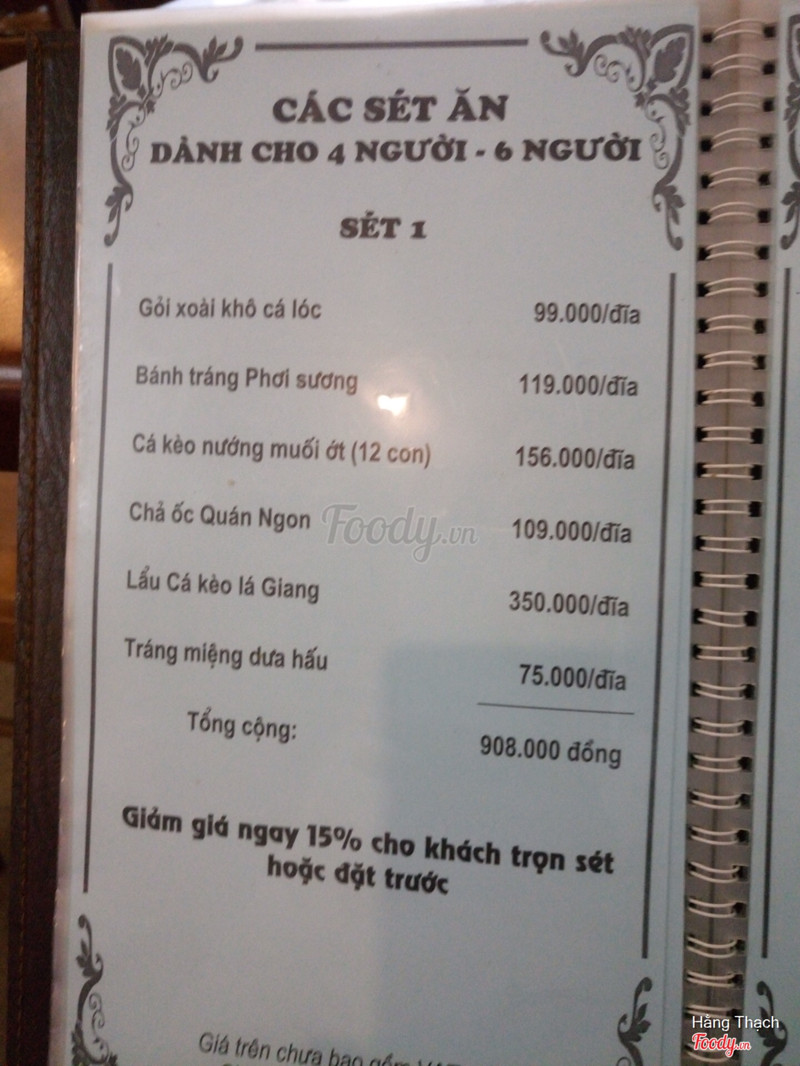 CÁC SÉT ĂN
DÀNH CHO 4 NGƯỜI - 6 NGƯỜI
SÉT 1
Gỏi xoài khô cá lóc 99.000/đĩa
Bánh tráng Phơi sương 119.000/đĩa
Cá kèo nướng muối ớt (12 con) 156.000/đĩa
Chả ốc Quán Ngon 109.000/đĩa
Lẩu Cá kèo lá Giang 350.000/đĩa
Tráng miệng dưa hấu 75.000/đĩa
Tổng cộng: 908.000 đồng
Giảm giá ngay 15% cho khách trọn sét
hoặc đặt trước
Giá trên chưa bao gồm
Foody.vn
Hằng Thạch
Foody.vn